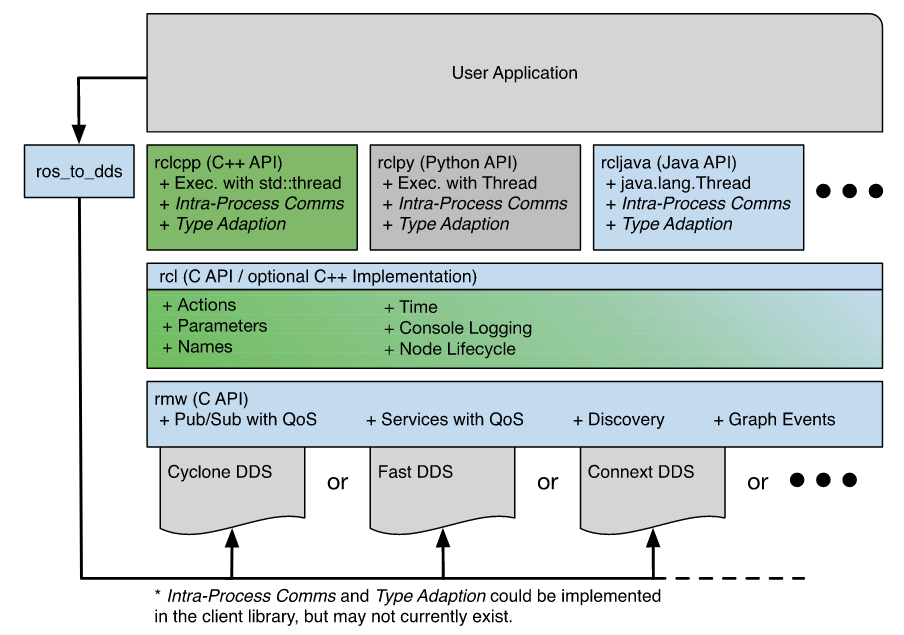 User Application
ros_to_dds
rclcpp (C++ API)
+ Exec. with std::thread
+ Intra-Process Comms
+ Type Adaption
rclpy (Python API)
+ Exec. with Thread
+ Intra-Process Comms
+ Type Adaption
rcljava (Java API)
+ java.lang.Thread
+ Intra-Process Comms
+ Type Adaption
rcl (C API / optional C++ Implementation)
+ Actions
+ Parameters
+ Names
+ Time
+ Console Logging
+ Node Lifecycle
rmw (C API)
+ Pub/Sub with QoS + Services with QoS + Discovery + Graph Events
Cyclone DDS or Fast DDS or Connext DDS or
* Intra-Process Comms and Type Adaption could be implemented
in the client library, but may not currently exist.